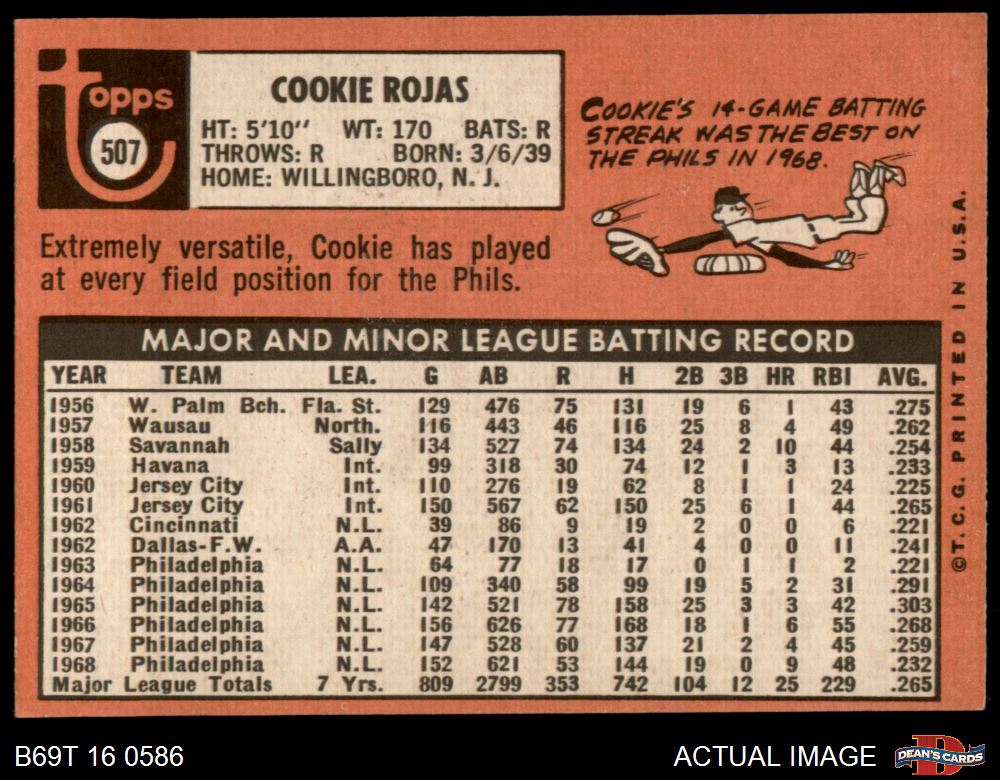 Topps
507
COOKIE ROJAS
HT: 5'10" WT: 170 BATS: R
THROWS: R BORN: 3/6/39
HOME: WILLINGBORO, N. J.
COOKIE'S 14-GAME BATTING
STREAK WAS THE BEST ON
THE PHILS IN 1968.
Extremely versatile, Cookie has played
at every field position for the Phils.
MAJOR AND MINOR LEAGUE BATTING RECORD
YEAR TEAM LEA. G AB R H 2B 3B HR RBI AVG.
1956 W. Palm Bch. Fla. St. 129 476 75 131 19 6 1 43 .275
1957 Wausau North. 116 443 46 116 25 8 4 49 .262
1958 Savannah Sally 134 527 74 134 24 2 10 44 .254
1959 Havana Int. 99 318 30 74 12 1 3 13 .233
1960 Jersey City Int. 110 276 19 62 8 1 1 24 .225
1961 Jersey City Int. 150 567 62 150 25 6 1 44 .265
1962 Cincinnati N.L. 39 86 9 19 2 0 0 6 .221
1962 Dallas-F.W. A.A. 47 170 13 41 4 0 0 11 .241
1963 Philadelphia N.L. 64 77 18 17 0 1 1 2 .221
1964 Philadelphia N.L. 109 340 58 99 19 5 2 31 .291
1965 Philadelphia N.L. 142 521 78 158 25 3 3 42 .303
1966 Philadelphia N.L. 156 626 77 168 18 1 6 55 .268
1967 Philadelphia N.L. 147 528 60 137 21 2 4 45 .259
1968 Philadelphia N.L. 152 621 53 144 19 0 9 48 .232
Major League Totals 7 Yrs. 809 2799 353 742 104 12 25 229 .265
©T. C. G. PRINTED IN U.S.A.
B69T 16 0586
ACTUAL IMAGE
DEAN'S CARDS